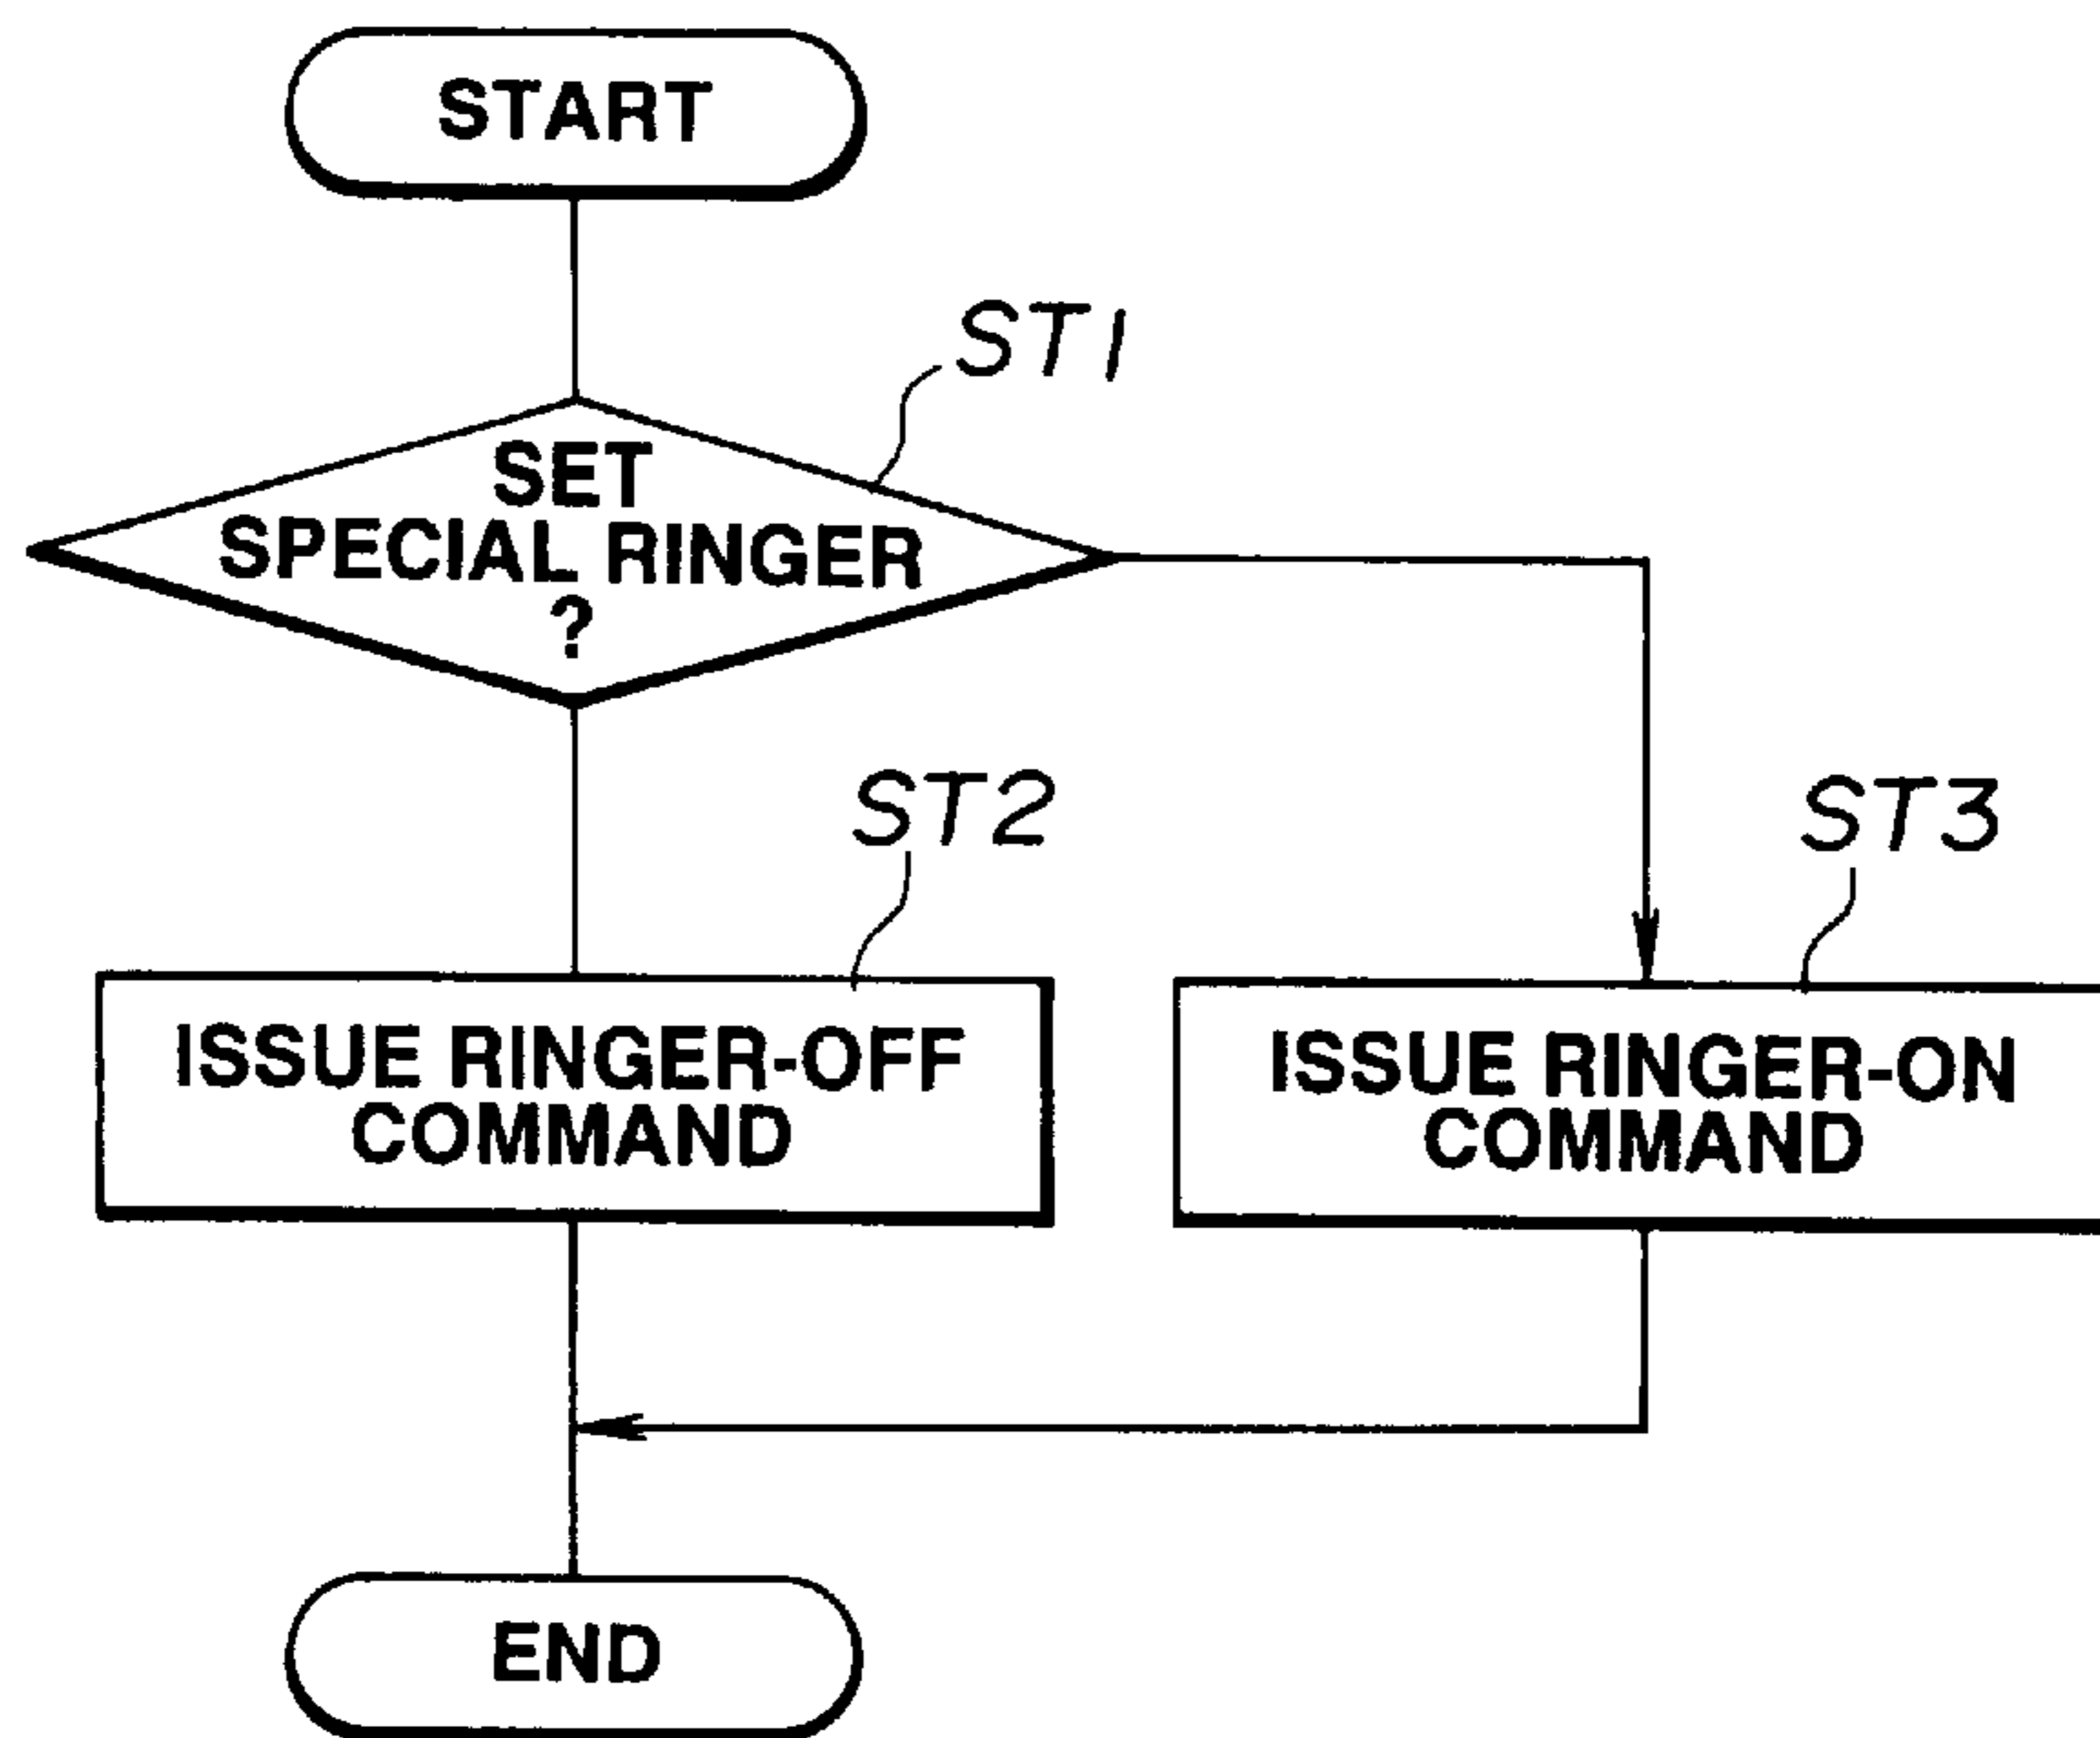 START
ST1
SET
SPECIAL RINGER
?
ST2
ST3
ISSUE RINGER-OFF
COMMAND
ISSUE RINGER-ON
COMMAND
END